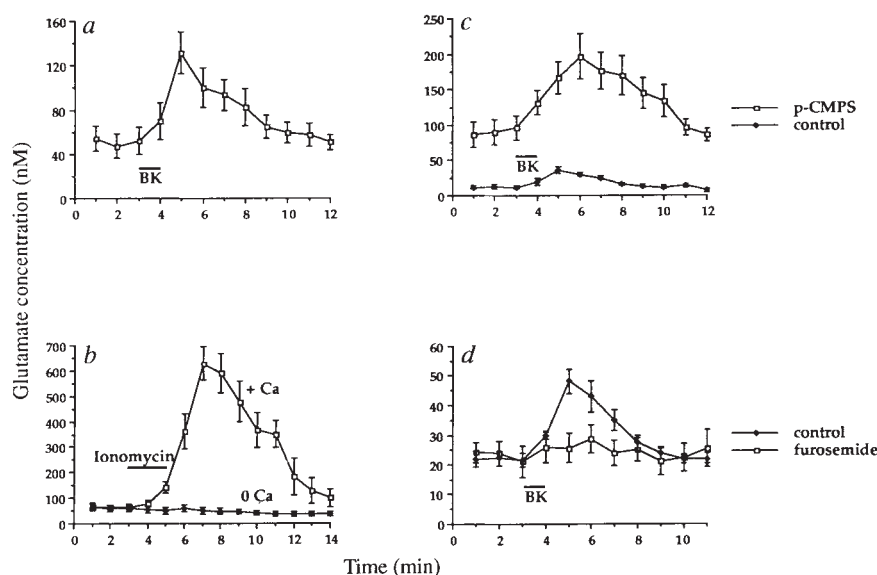 Glutamate concentration (nM)
a
160
120
80
40
0
BK
0 2 4 6 8 10 12
c
250
200
150
100
50
0
BK
0 2 4 6 8 10 12
p-CMPS
control
b
700
600
500
400
300
200
100
0
Ionomycin
+ Ca
0 Ca
0 2 4 6 8 10 12 14
d
60
50
40
30
20
10
0
BK
0 2 4 6 8 10
control
furosemide
Time (min)